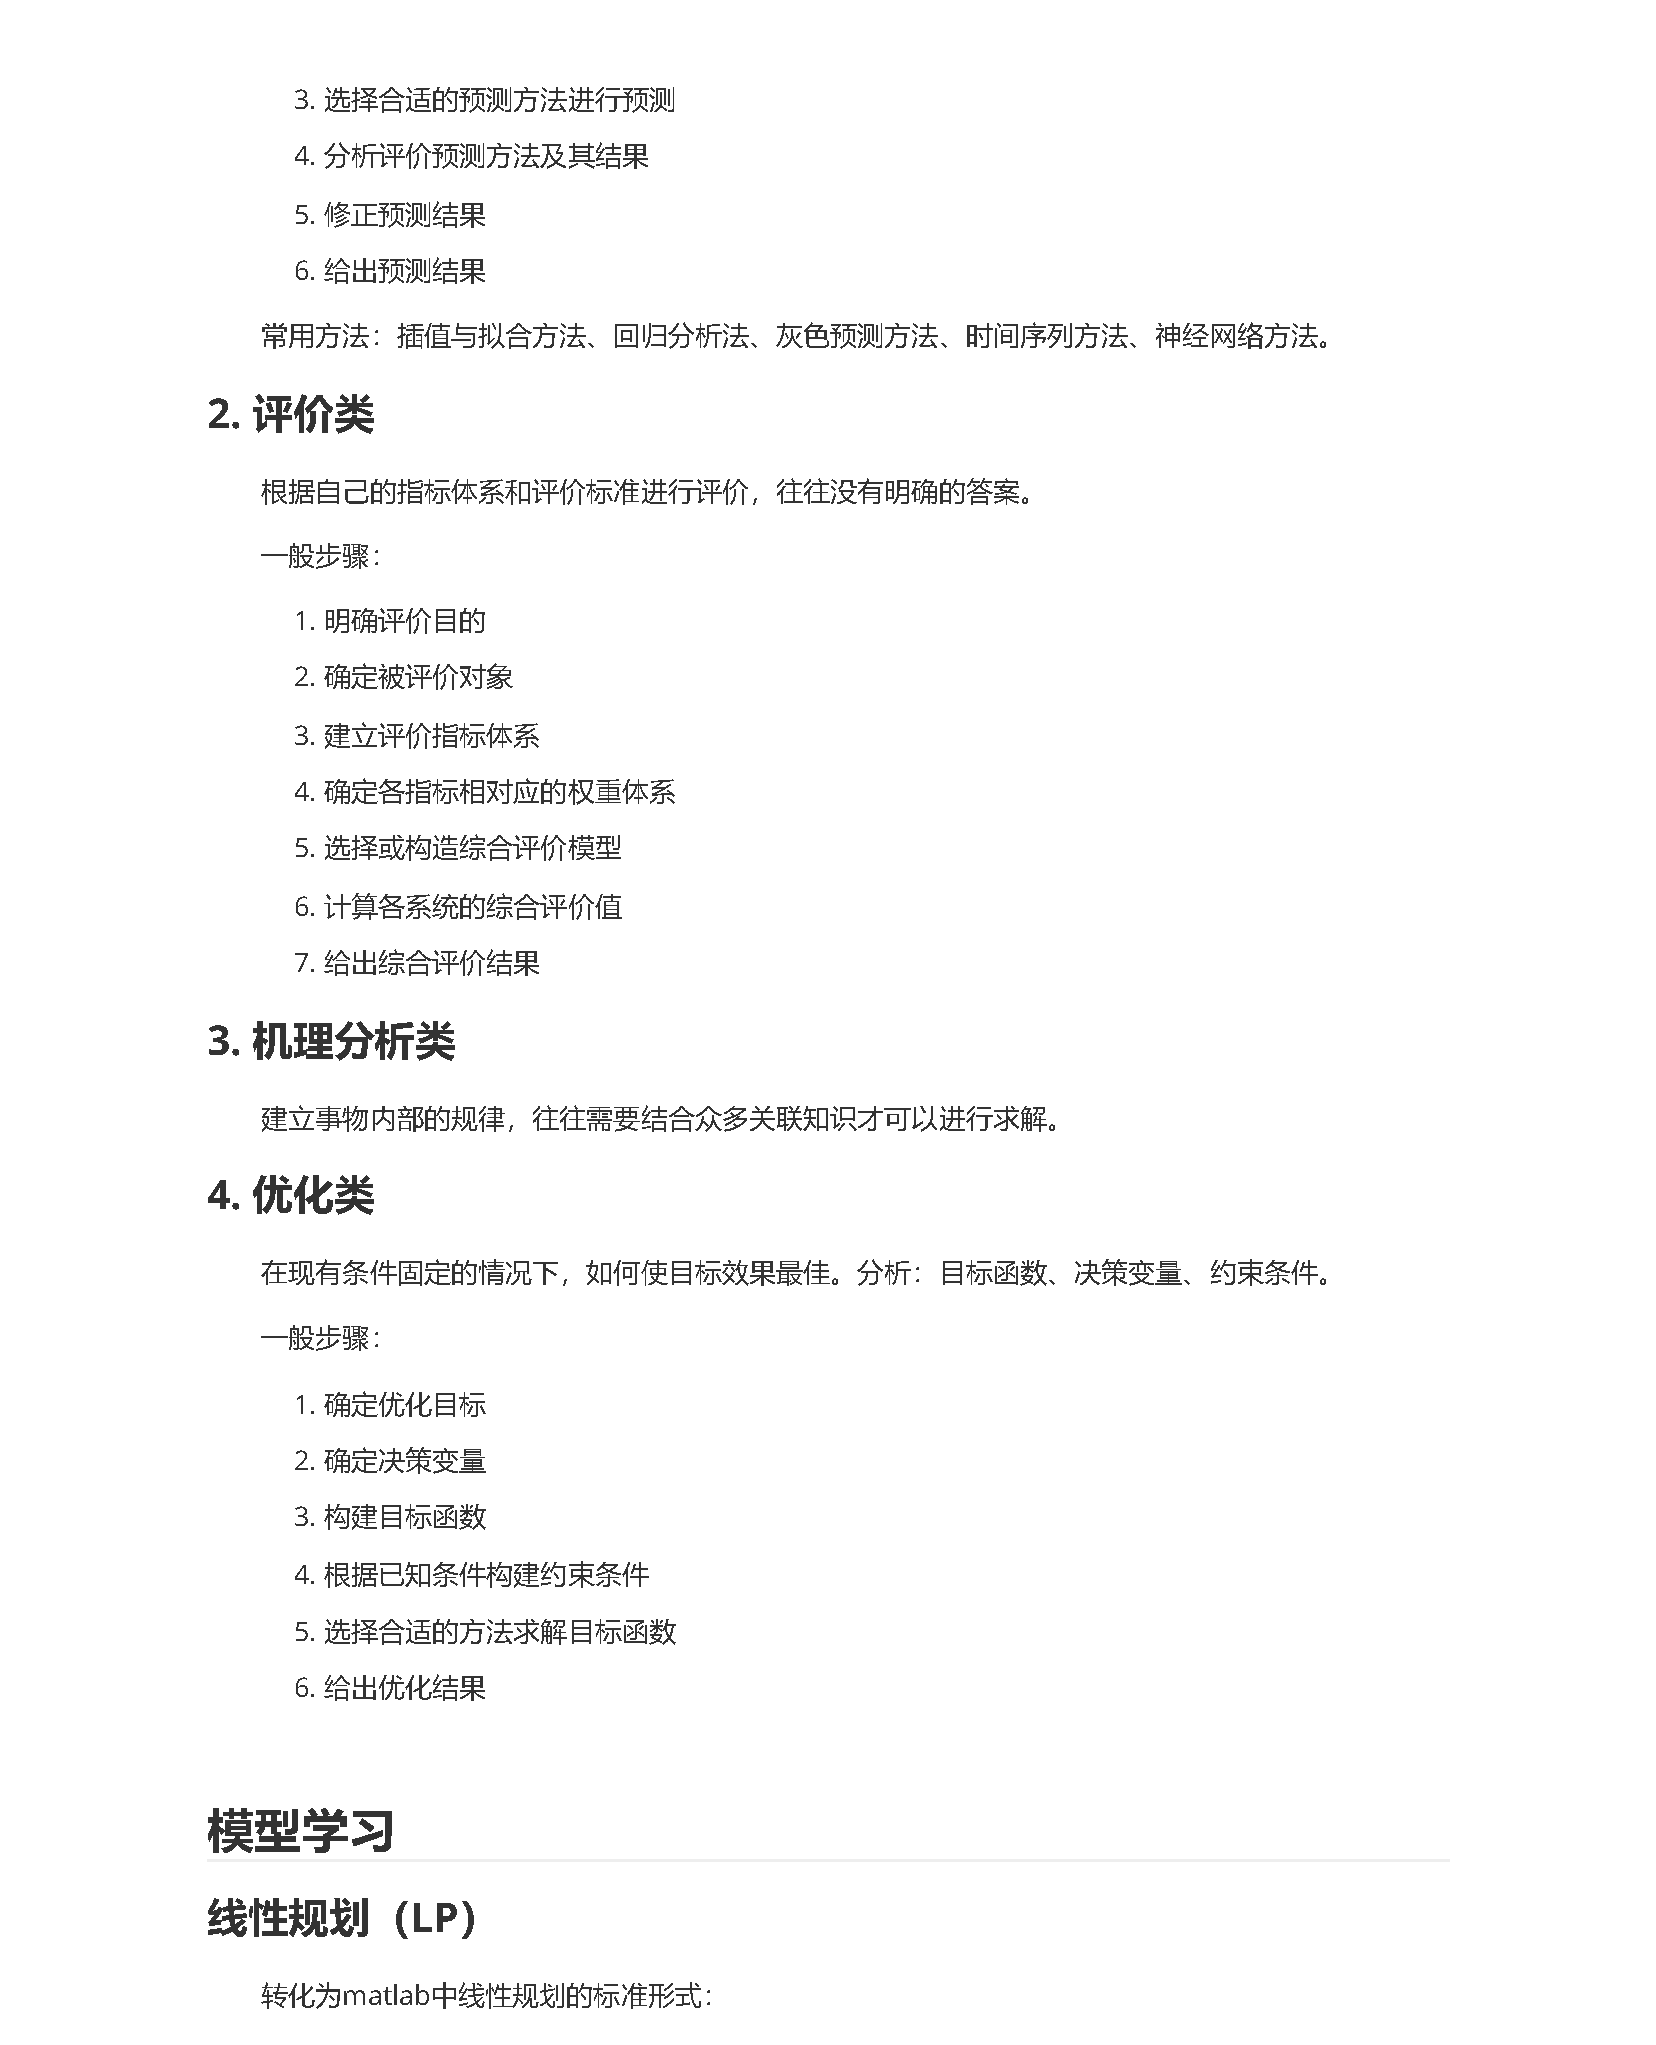 3. 选择合适的预测方法进行预测
4. 分析评价预测方法及其结果
5. 修正预测结果
6. 给出预测结果
常用方法：插值与拟合方法、回归分析法、灰色预测方法、时间序列方法、神经网络方法。
2. 评价类
根据自己的指标体系和评价标准进行评价，往往没有明确的答案。
一般步骤：
1. 明确评价目的
2. 确定被评价对象
3. 建立评价指标体系
4. 确定各指标相对应的权重体系
5. 选择或构造综合评价模型
6. 计算各系统的综合评价值
7. 给出综合评价结果
3. 机理分析类
建立事物内部的规律，往往需要结合众多关联知识才可以进行求解。
4. 优化类
在现有条件固定的情况下，如何使目标效果最佳。分析：目标函数、决策变量、约束条件。
一般步骤：
1. 确定优化目标
2. 确定决策变量
3. 构建目标函数
4. 根据已知条件构建约束条件
5. 选择合适的方法求解目标函数
6. 给出优化结果
模型学习
线性规划（LP）
转化为matlab中线性规划的标准形式：